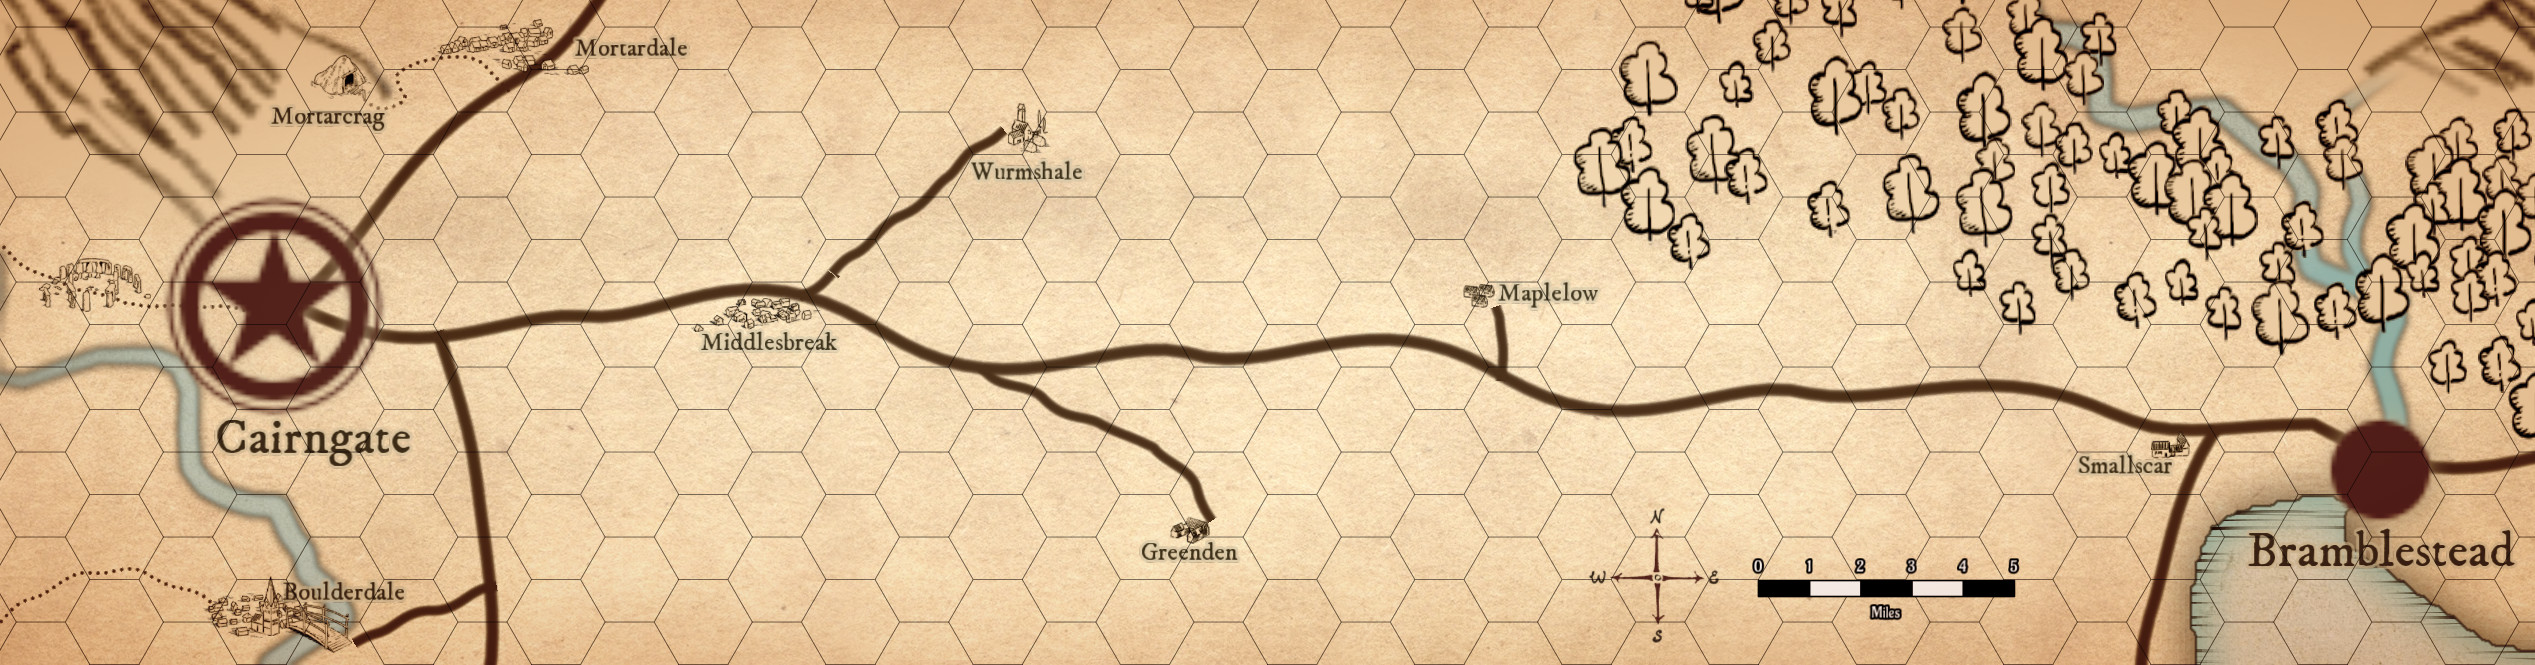 Mortardale
Mortarcrag
Wurmshale
Maplelow
Middlesbreak
Cairngate
Smallscar
Greenden
Bramblestead
Boulderdale
N
W E
S
0 1 2 3 4 5
Miles